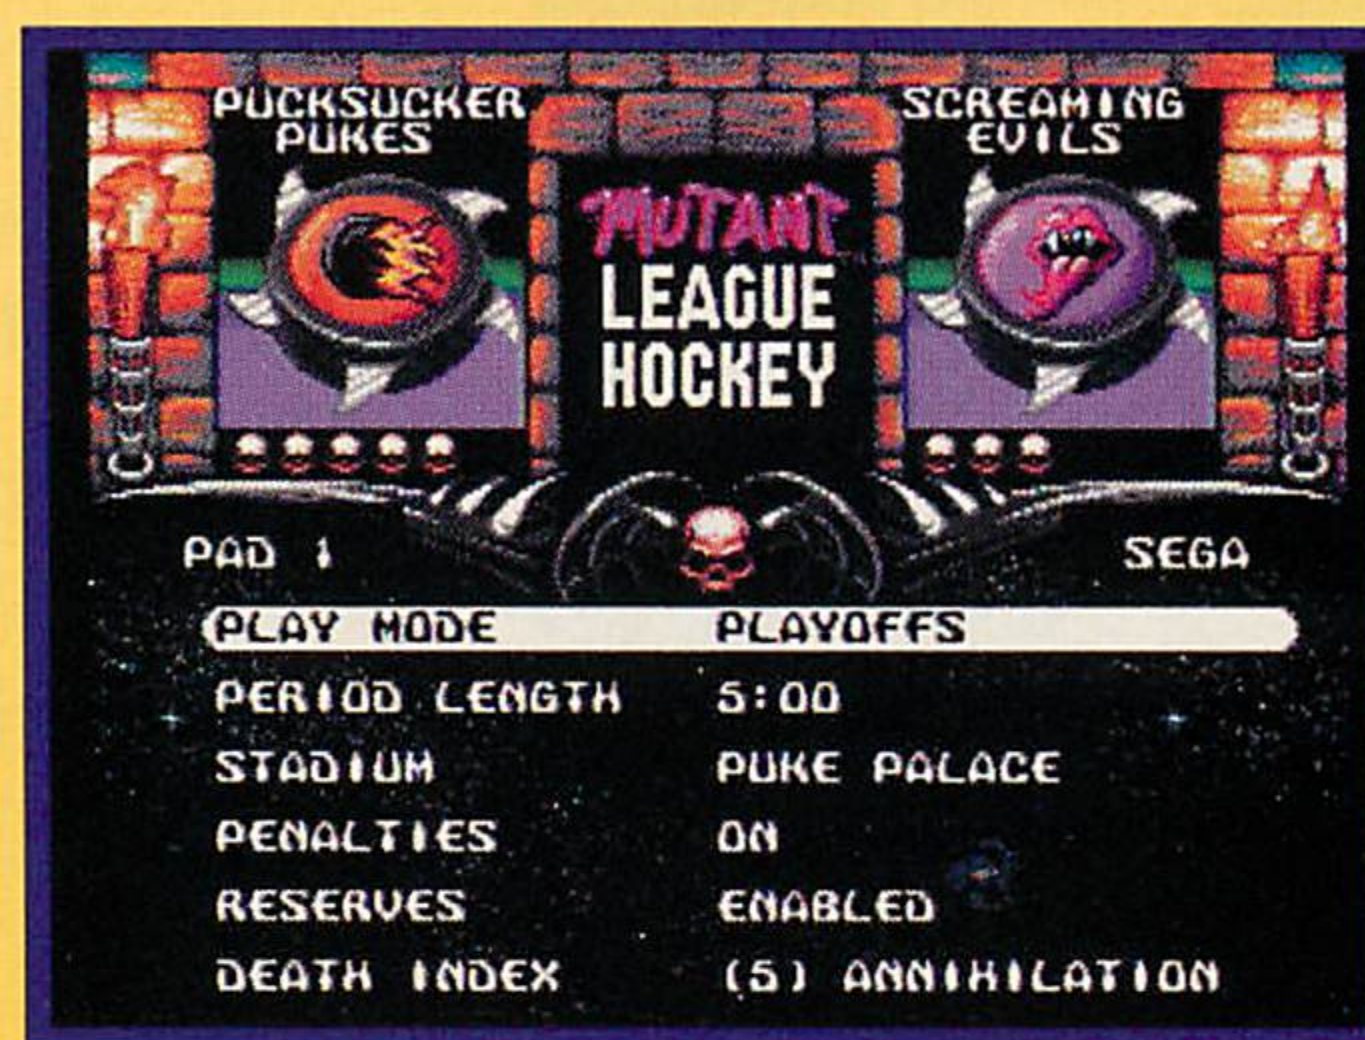 PUCKSUCKER
PUKES
SCREAMING
EVILS
MUTANT
LEAGUE
HOCKEY
PAD 1
SEGA
PLAY MODE PLAYOFFS
PERIOD LENGTH 5:00
STADIUM PUKE PALACE
PENALTIES ON
RESERVES ENABLED
DEATH INDEX (5) ANNIHILATION